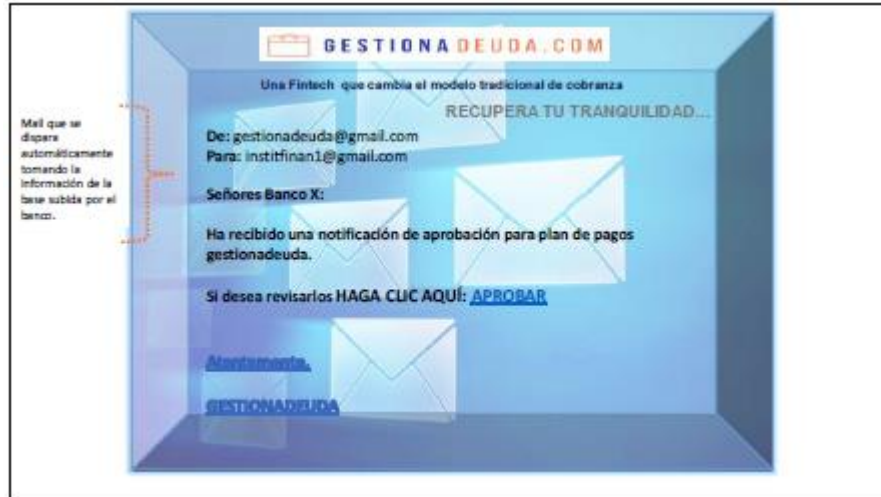 GESTIONADEUDA.COM
Una Fintech que cambia el modelo tradicional de cobranza
RECUPERA TU TRANQUILIDAD...
Mail que se
dispara
automáticamente
tomando la
información de la
base subida por el
banco.
De: gestionadeuda@gmail.com
Para: institfinan1@gmail.com
Señores Banco X:
Ha recibido una notificación de aprobación para plan de pagos
gestionadeuda.
Si desea revisarlos HAGA CLIC AQUÍ: APROBAR
Atentamente,
GESTIONADEUDA